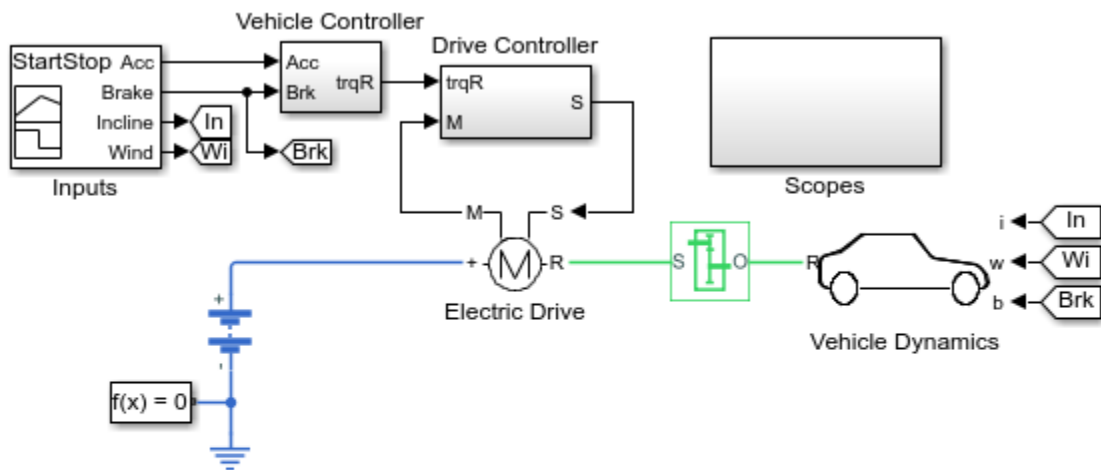 Vehicle Controller
Drive Controller
StartStop
Acc
Brake
Incline
Wind
Inputs
In
Wi
Brk
Acc
Brk
trqR
trqR
M
S
Scopes
M
S
+
M
R
Electric Drive
S
O
R
i
w
b
In
Wi
Brk
Vehicle Dynamics
+
-
f(x) = 0